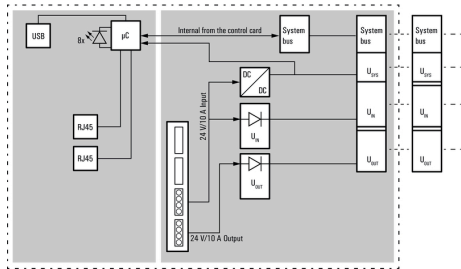 USB
8x
µC
Internal from the control card
System
bus
System
bus
System
bus
DC
DC
U SYS
U SYS
24 V/10 A Input
U IN
U IN
U IN
RJ45
RJ45
U OUT
U OUT
U OUT
24 V/10 A Output